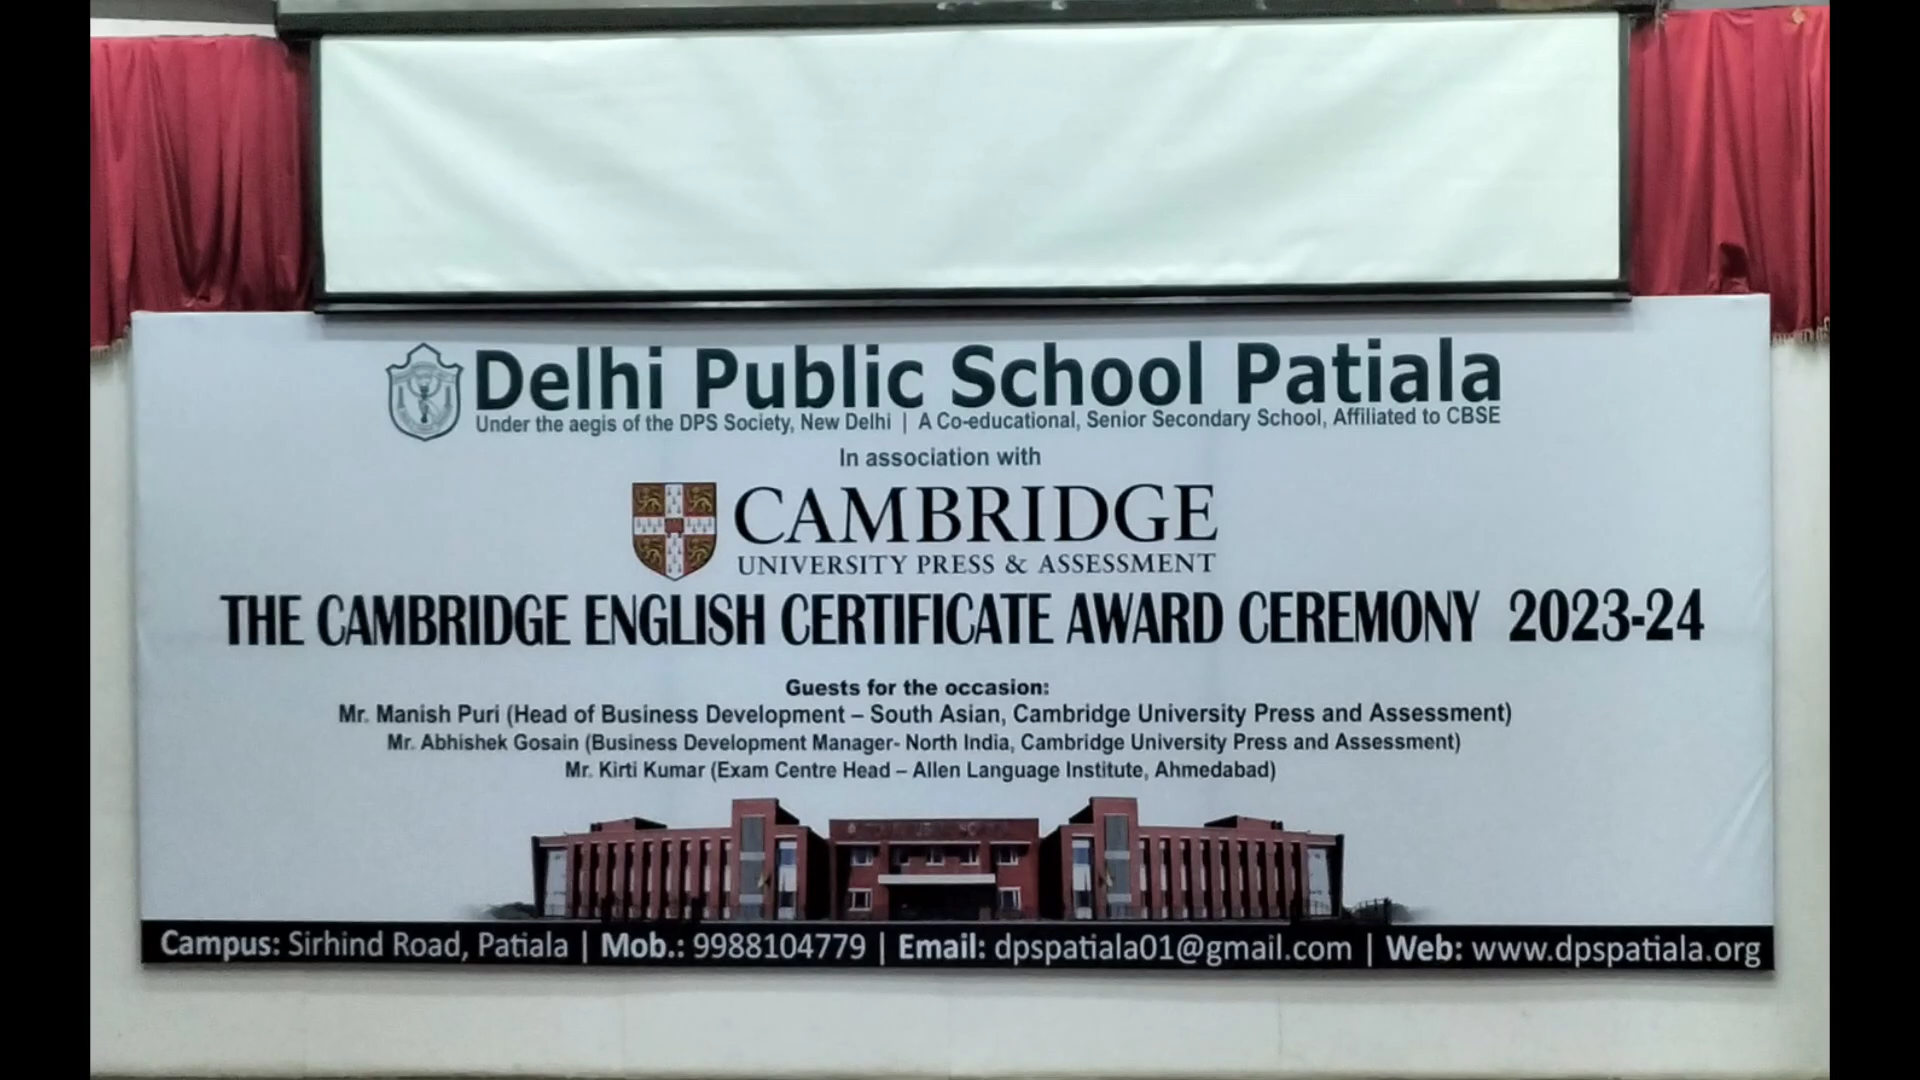 Delhi Public School Patiala
Under the aegis of the DPS Society, New Delhi | A Co-educational, Senior Secondary School, Affiliated to CBSE
In association with
CAMBRIDGE
UNIVERSITY PRESS & ASSESSMENT
THE CAMBRIDGE ENGLISH CERTIFICATE AWARD CEREMONY 2023-24
Guests for the occasion:
Mr. Manish Puri (Head of Business Development – South Asian, Cambridge University Press and Assessment)
Mr. Abhishek Gosain (Business Development Manager- North India, Cambridge University Press and Assessment)
Mr. Kirti Kumar (Exam Centre Head – Allen Language Institute, Ahmedabad)
Campus: Sirhind Road, Patiala | Mob.: 9988104779 | Email: dpspatiala01@gmail.com | Web: www.dpspatiala.org